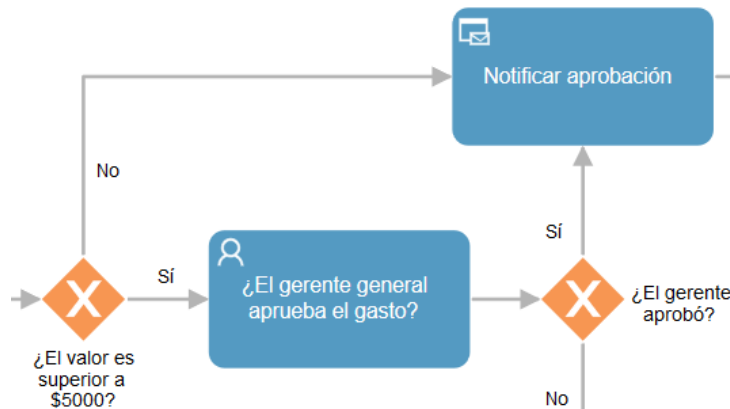 Notificar aprobación
No
Sí
¿El gerente general
aprueba el gasto?
Sí
¿El gerente
aprobó?
¿El valor es
superior a
$5000?
No